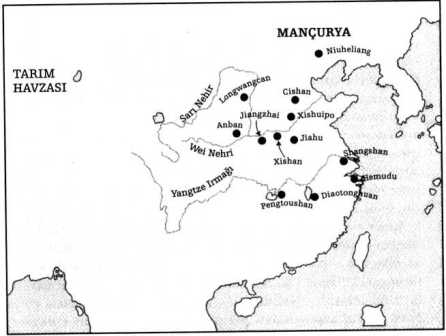 MANÇURYA
Niuheliang
TARIM
HAVZASI
Sarı Nehir
Longwangcan
Cishan
Jiangzhai
Xishuipo
Anban
Jiahu
Wei Nehri
Xishan
Shangshan
Hemudu
Yangtze Irmağı
Pengtoushan
Diaotonghuan